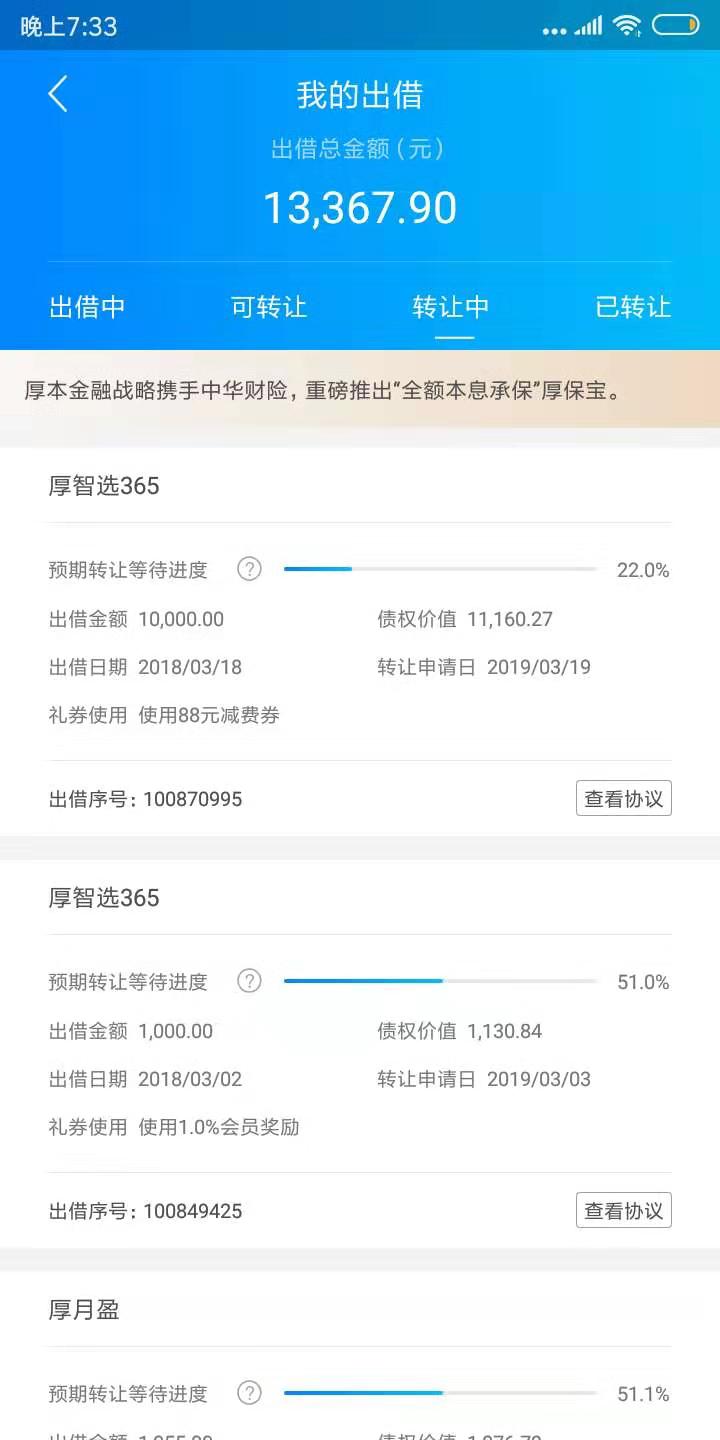 晚上7:33
我的出借
出借总金额（元）
13,367.90
出借中 可转让 转让中 已转让
厚本金融战略携手中华财险，重磅推出“全额本息承保”厚保宝。
厚智选365
预期转让等待进度 ? 22.0%
出借金额 10,000.00 债权价值 11,160.27
出借日期 2018/03/18 转让申请日 2019/03/19
礼券使用 使用88元减费券
出借序号：100870995 查看协议
厚智选365
预期转让等待进度 ? 51.0%
出借金额 1,000.00 债权价值 1,130.84
出借日期 2018/03/02 转让申请日 2019/03/03
礼券使用 使用1.0%会员奖励
出借序号：100849425 查看协议
厚月盈
预期转让等待进度 ? 51.1%
出借金额 债权价值